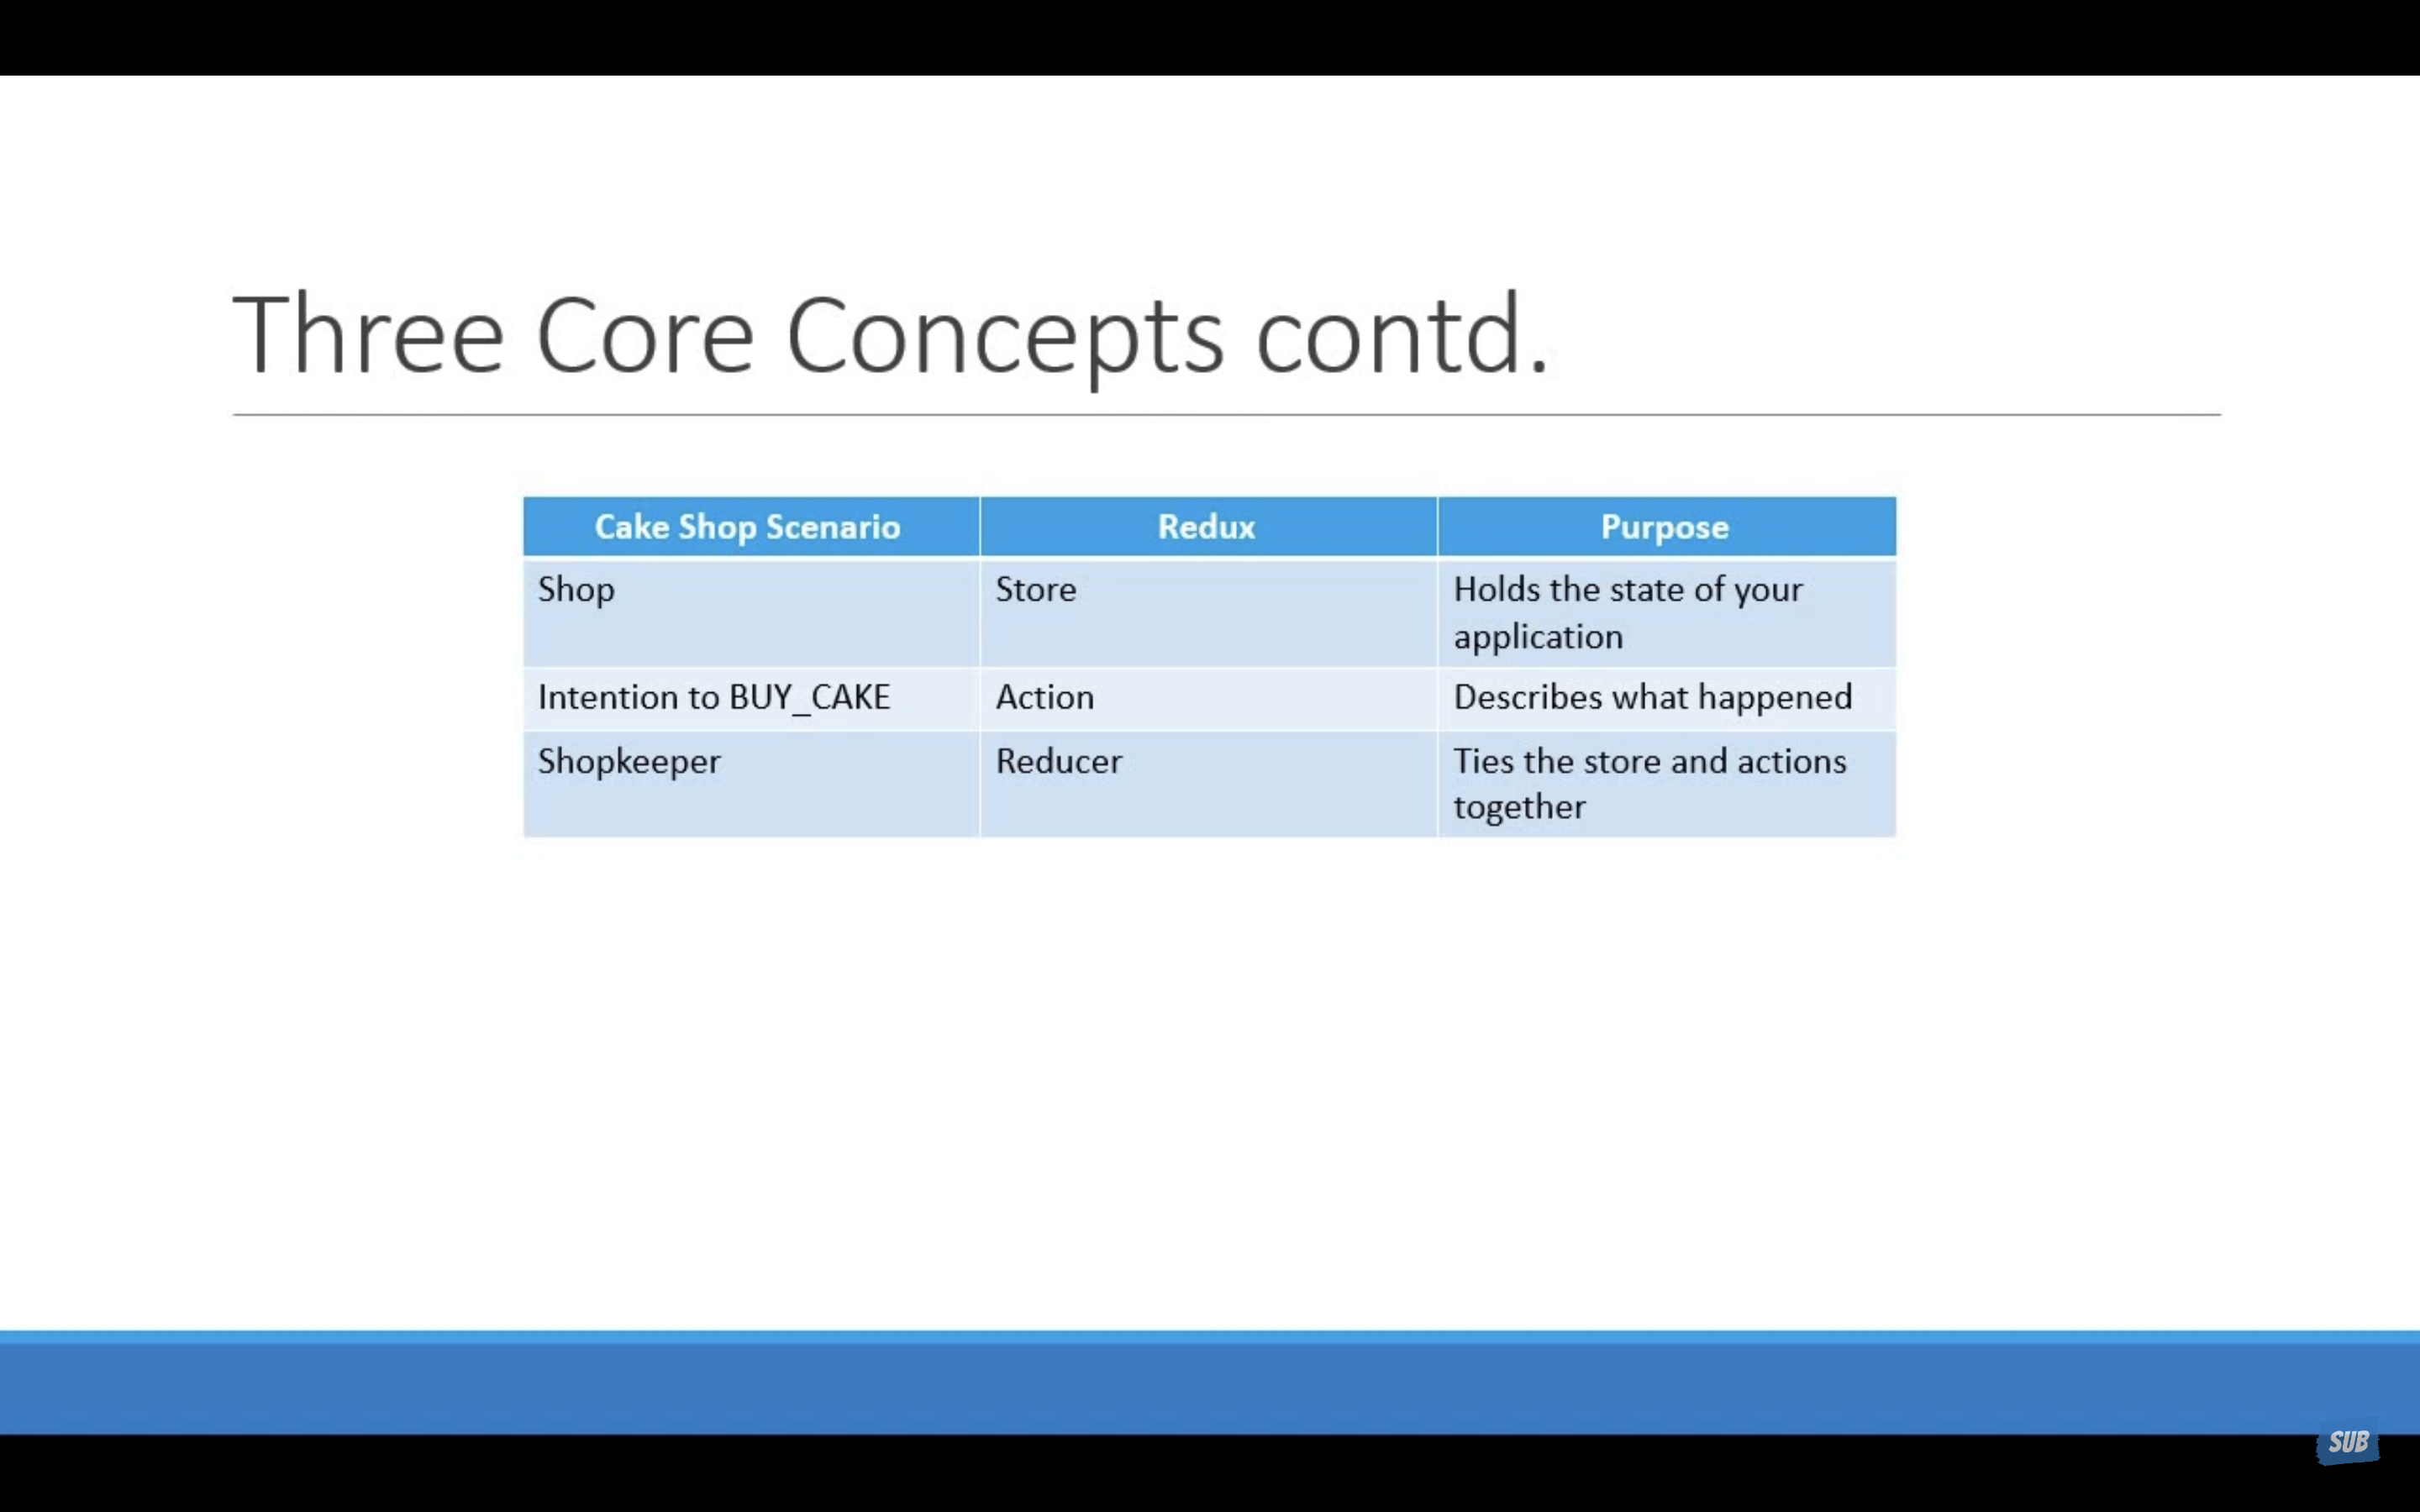 Three Core Concepts contd.
Cake Shop Scenario
Redux
Purpose
Shop
Store
Holds the state of your
application
Intention to BUY_CAKE
Action
Describes what happened
Shopkeeper
Reducer
Ties the store and actions
together
SUB